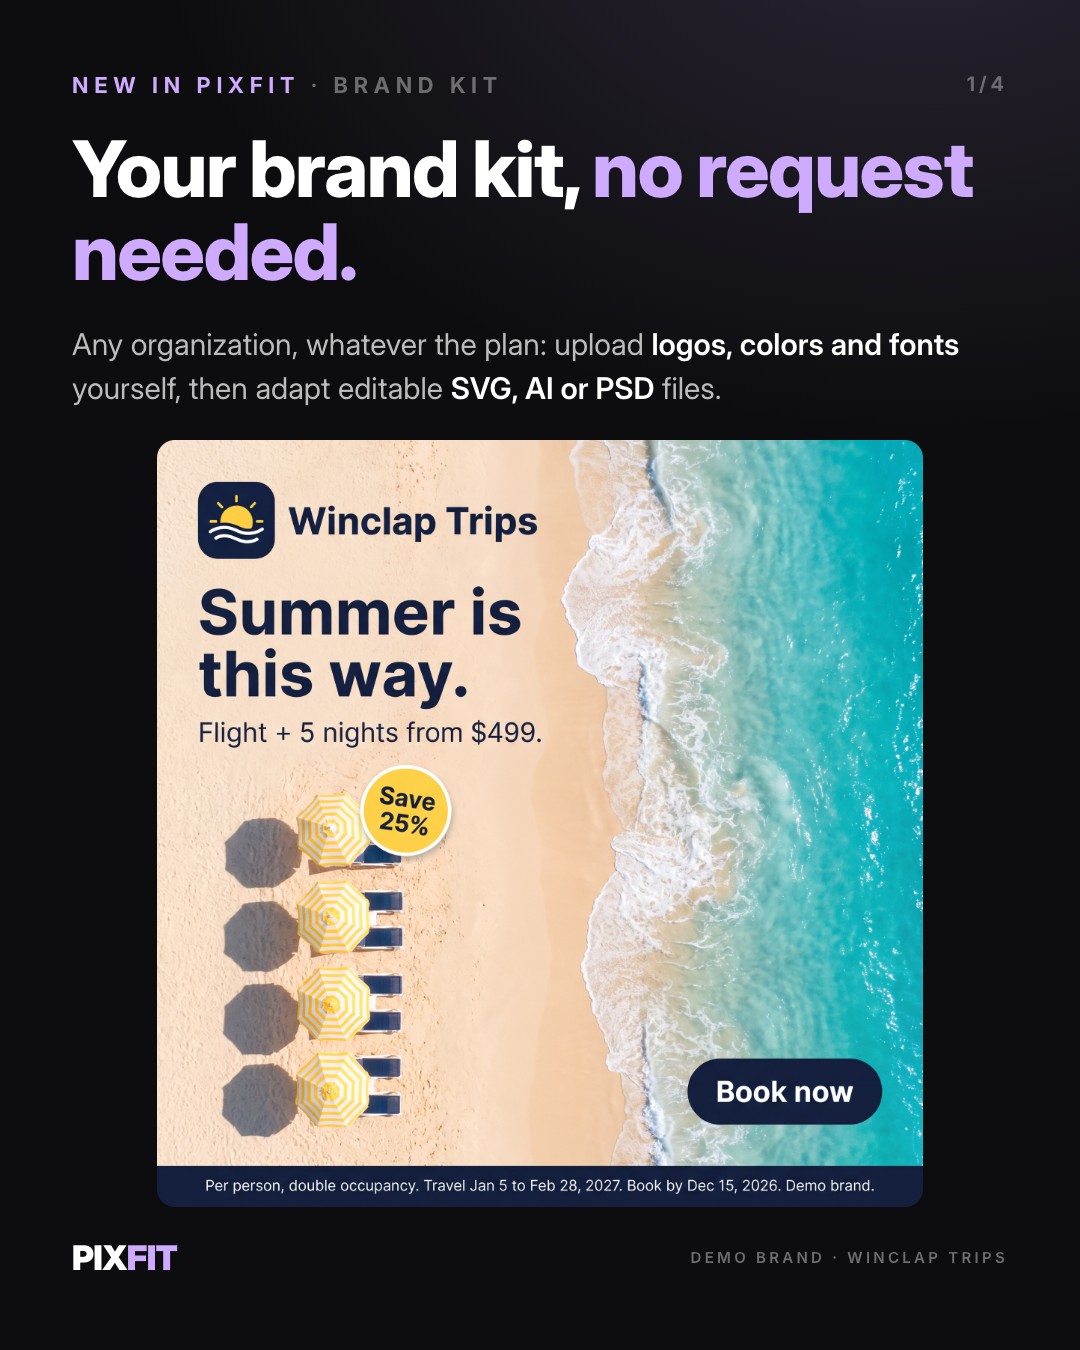 NEW IN PIXFIT · BRAND KIT
1/4
Your brand kit, no request
needed.
Any organization, whatever the plan: upload logos, colors and fonts
yourself, then adapt editable SVG, AI or PSD files.
Winclap Trips
Summer is
this way.
Flight + 5 nights from $499.
Save
25%
Book now
Per person, double occupancy. Travel Jan 5 to Feb 28, 2027. Book by Dec 15, 2026. Demo brand.
PIXFIT
DEMO BRAND · WINCLAP TRIPS